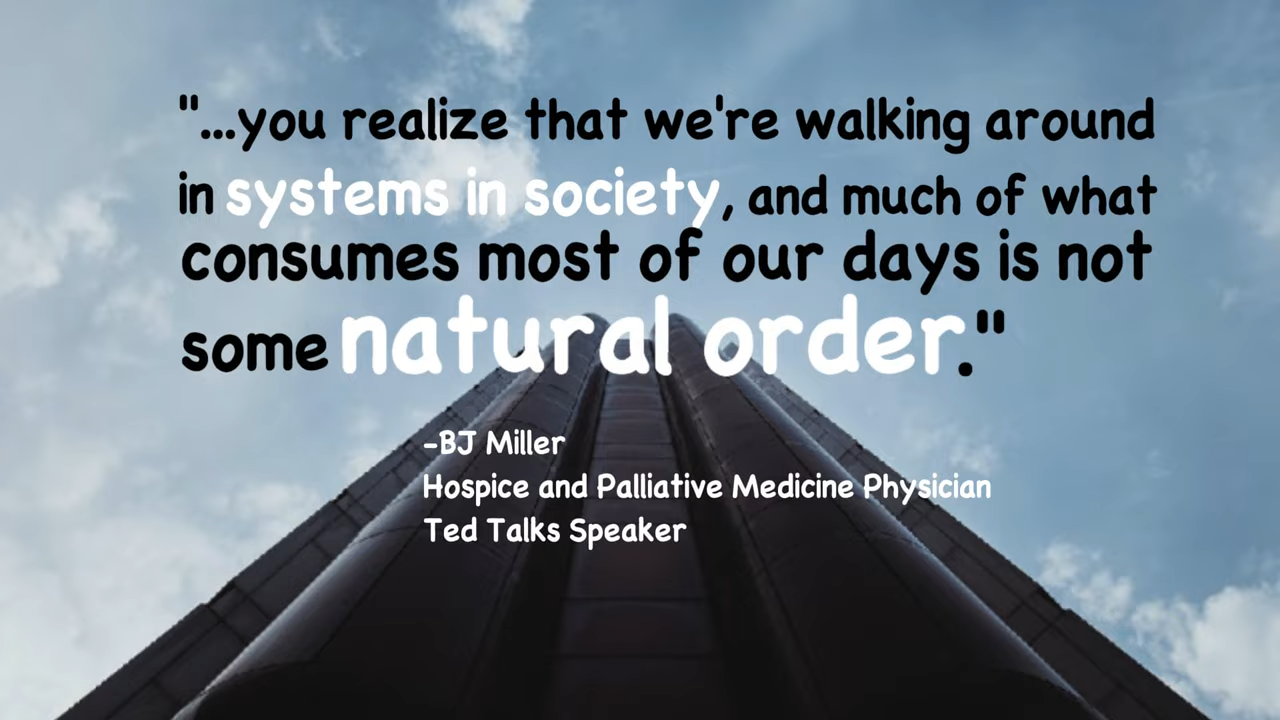 "...you realize that we're walking around
in systems in society, and much of what
consumes most of our days is not
some natural order."
-BJ Miller
Hospice and Palliative Medicine Physician
Ted Talks Speaker